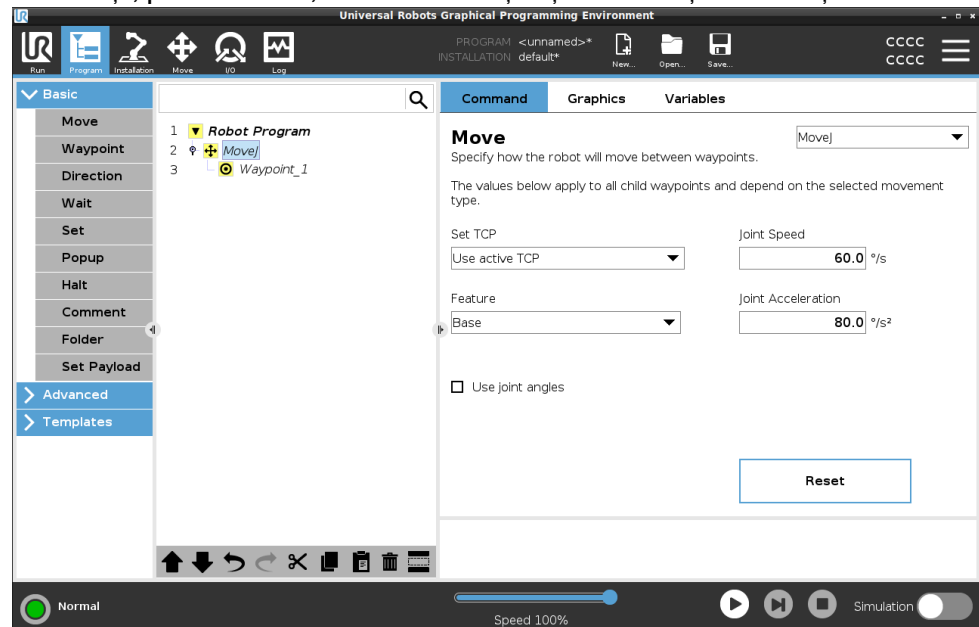 Universal Robots Graphical Programming Environment
PROGRAM <unnamed>*
INSTALLATION default*
Run
Program
Installation
Move
I/O
Log
New...
Open...
Save...
CCCC
CCCC
Basic
Move
Waypoint
Direction
Wait
Set
Popup
Halt
Comment
Folder
Set Payload
Advanced
Templates
1 Robot Program
2 MoveJ
3 Waypoint_1
Command Graphics Variables
Move
MoveJ
Specify how the robot will move between waypoints.
The values below apply to all child waypoints and depend on the selected movement
type.
Set TCP
Use active TCP
Joint Speed
60.0 °/s
Feature
Base
Joint Acceleration
80.0 °/s²
Use joint angles
Reset
Normal
Speed 100%
Simulation